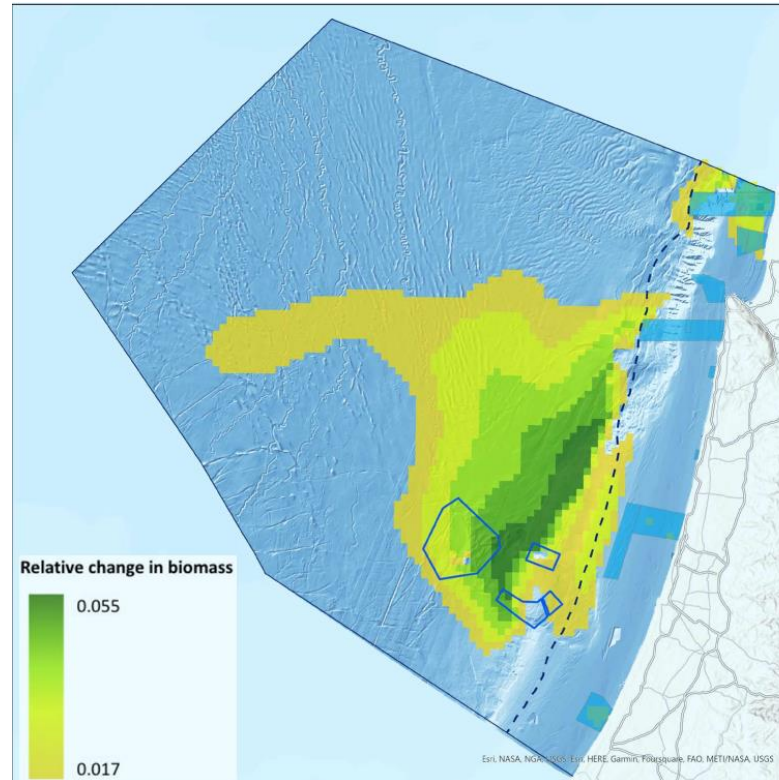 Relative change in biomass
0.055
0.017
Esri, NASA, NGA, USGS, Esri, HERE, Garmin, Foursquare, FAO, METI/NASA, USGS